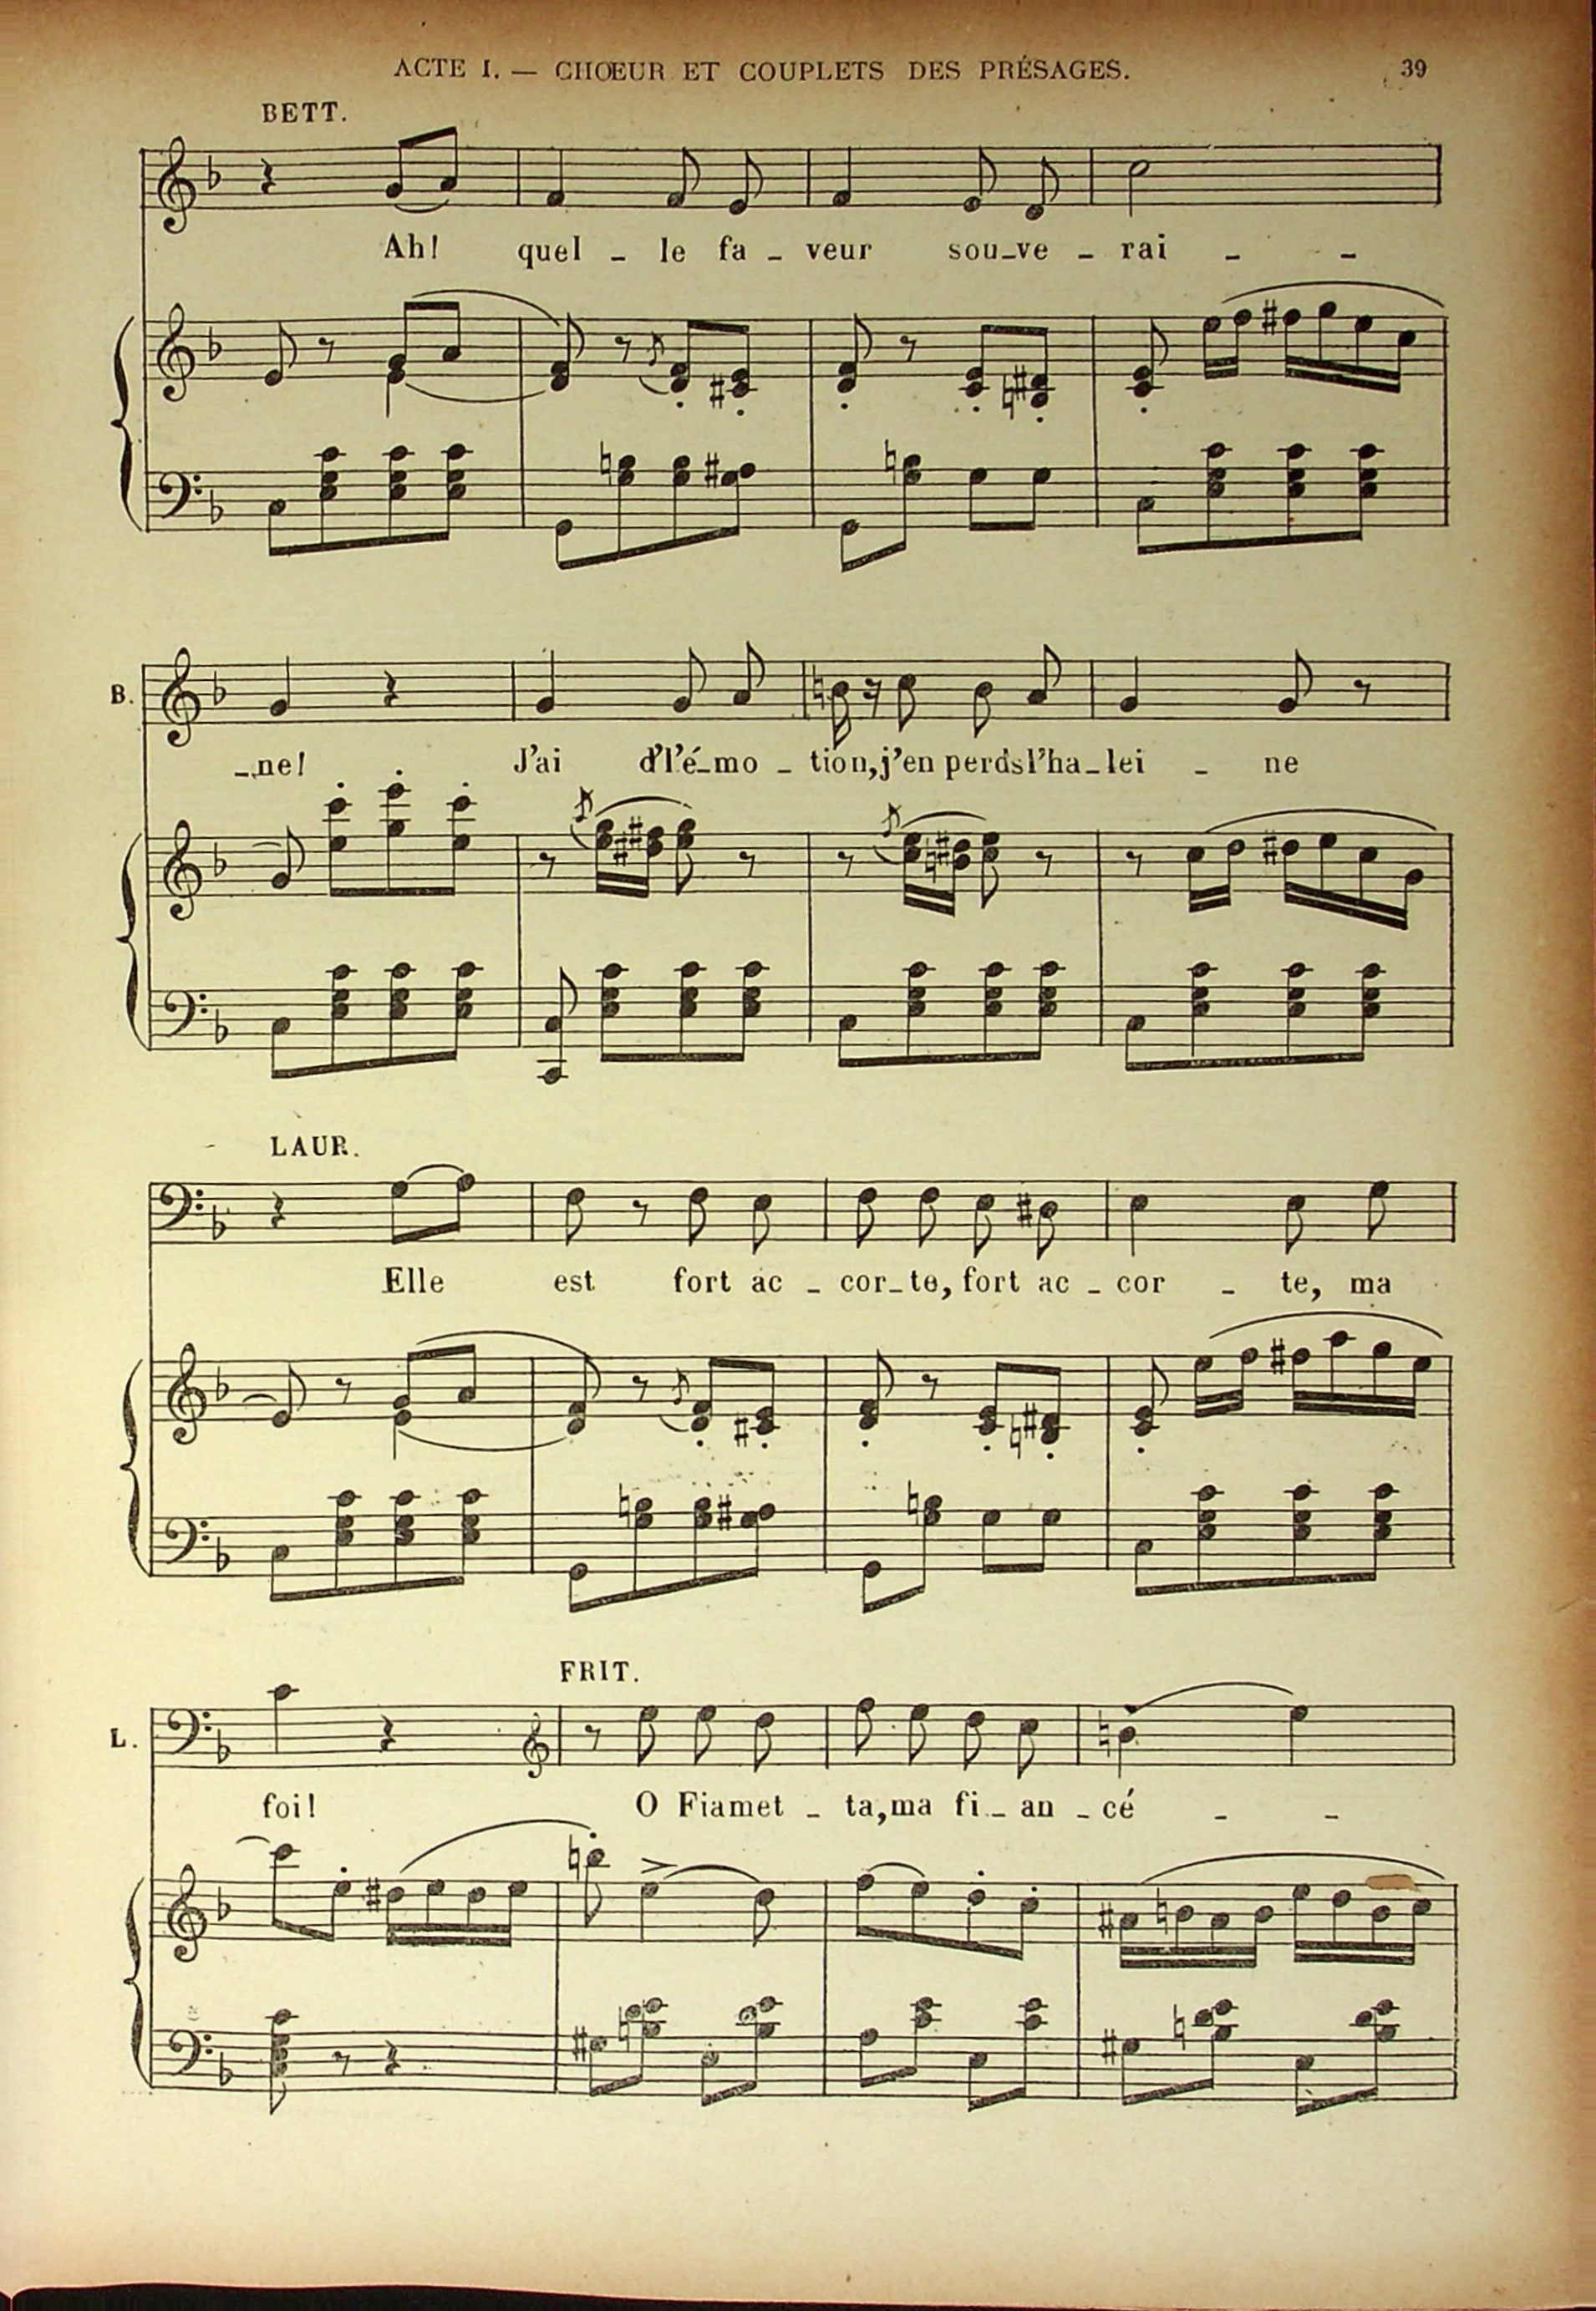 ACTE I. — CHŒUR ET COUPLETS DES PRÉSAGES. 39
BETT.
Ah! quel - le fa - veur sou-ve - rai - -
B.
-ne! J'ai d'l'é-mo - tion, j'en perds l'ha-lei - ne
LAUR.
Elle est fort ac - cor-te, fort ac - cor - te, ma
FRIT.
L.
foi! O Fiamet - ta, ma fi - an - cé - -